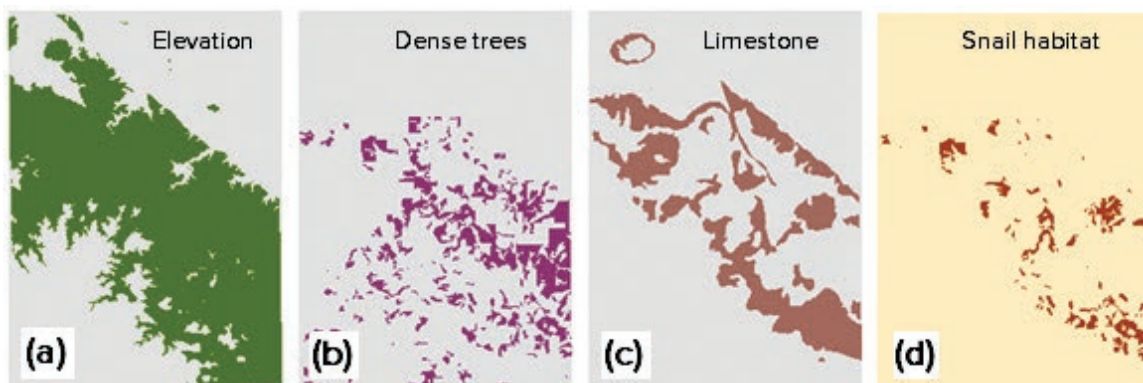 Elevation
Dense trees
Limestone
Snail habitat
(a)
(b)
(c)
(d)